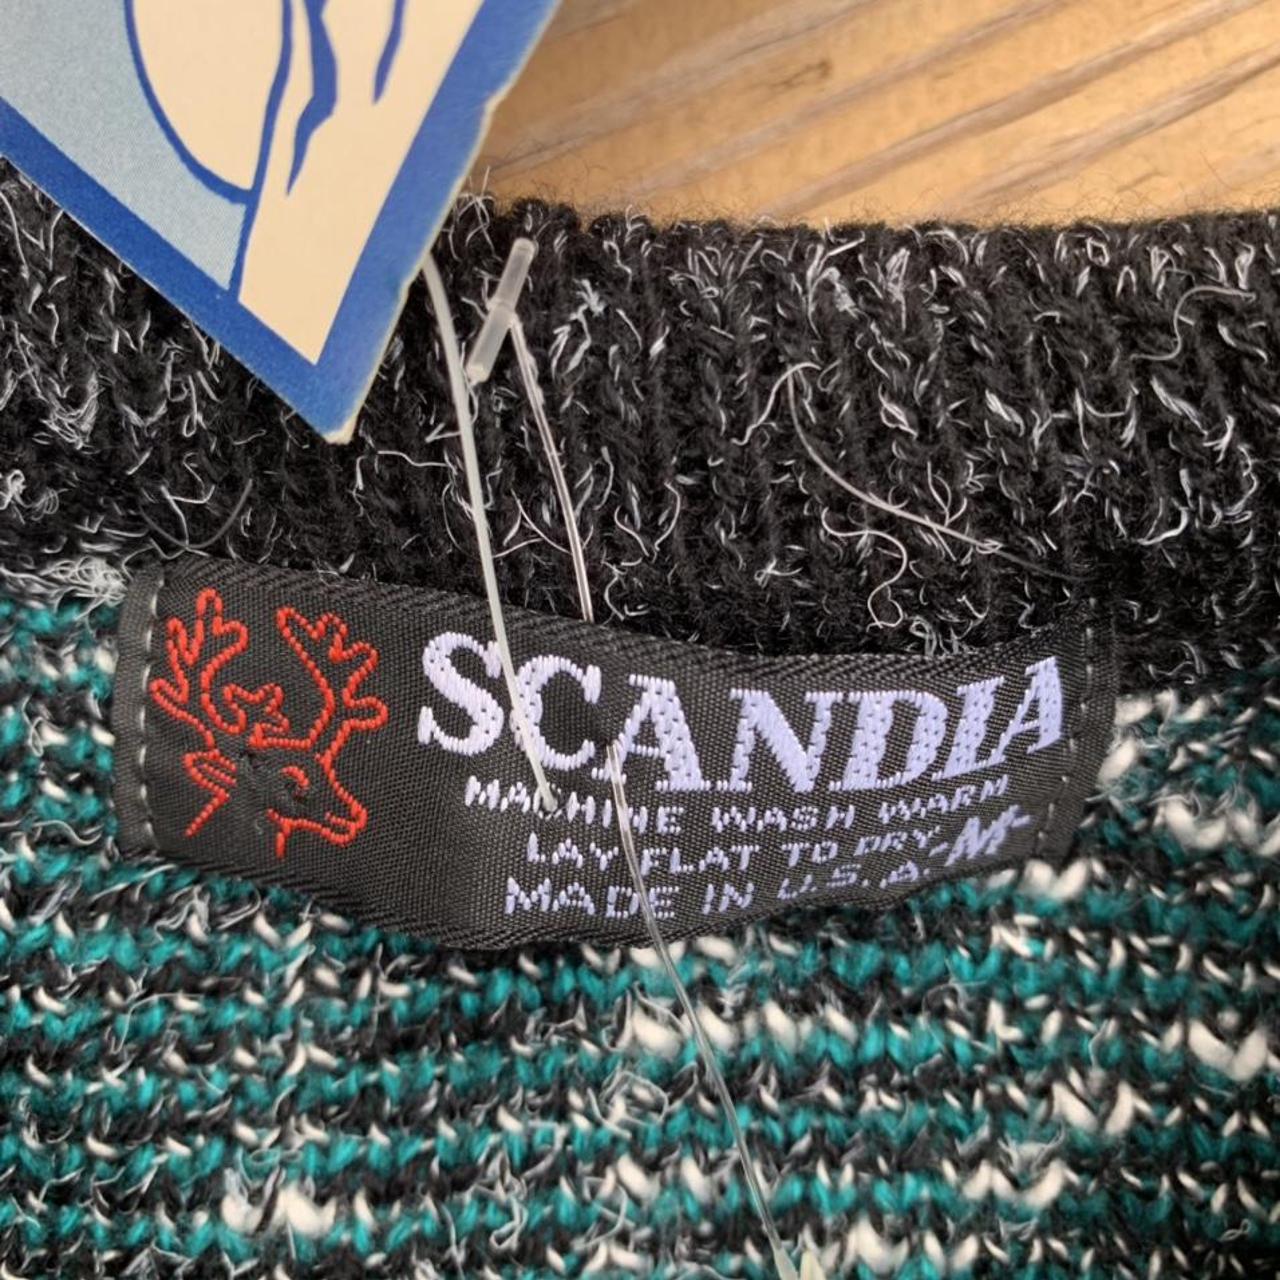 SCANDIA
MACHINE WASH WARM
LAY FLAT TO DRY
MADE IN U.S.A. -M-